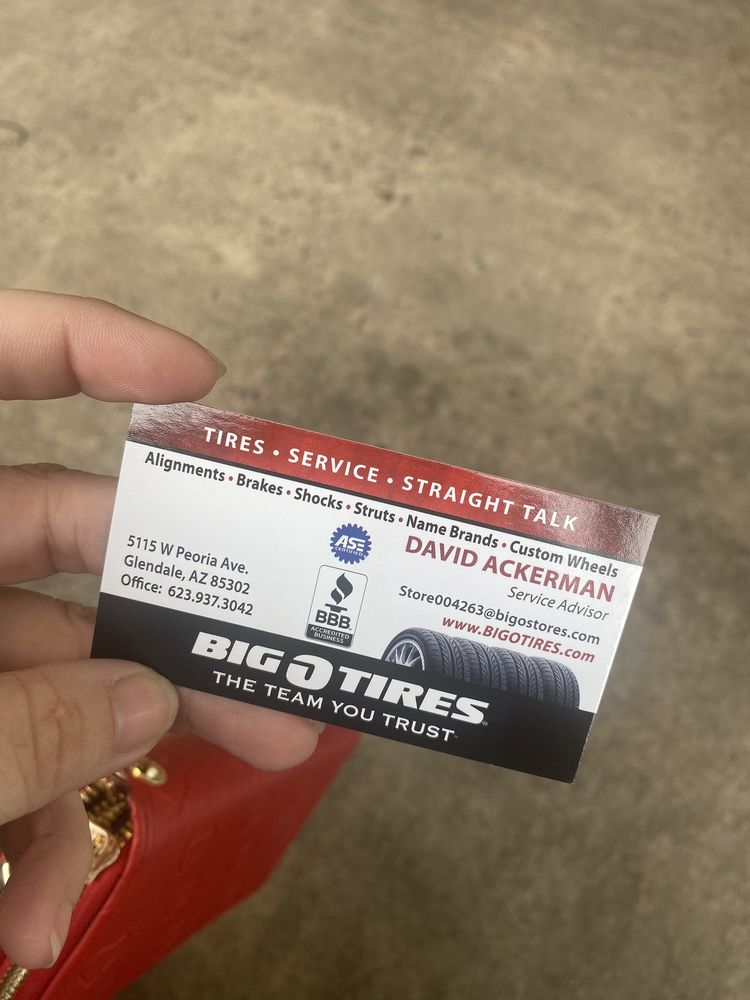 TIRES • SERVICE • STRAIGHT TALK
Alignments • Brakes • Shocks • Struts • Name Brands • Custom Wheels
DAVID ACKERMAN
Service Advisor
Store004263@bigostores.com
www.BIGOTIRES.com
5115 W Peoria Ave.
Glendale, AZ 85302
Office: 623.937.3042
ASE
CERTIFIED
BBB
ACCREDITED
BUSINESS
BIG O TIRES®
THE TEAM YOU TRUST™